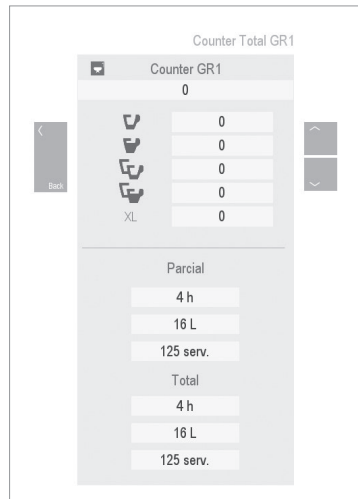 Counter Total GR1
Counter GR1
0
0
0
0
0
XL 0
Back
Parcial
4 h
16 L
125 serv.
Total
4 h
16 L
125 serv.